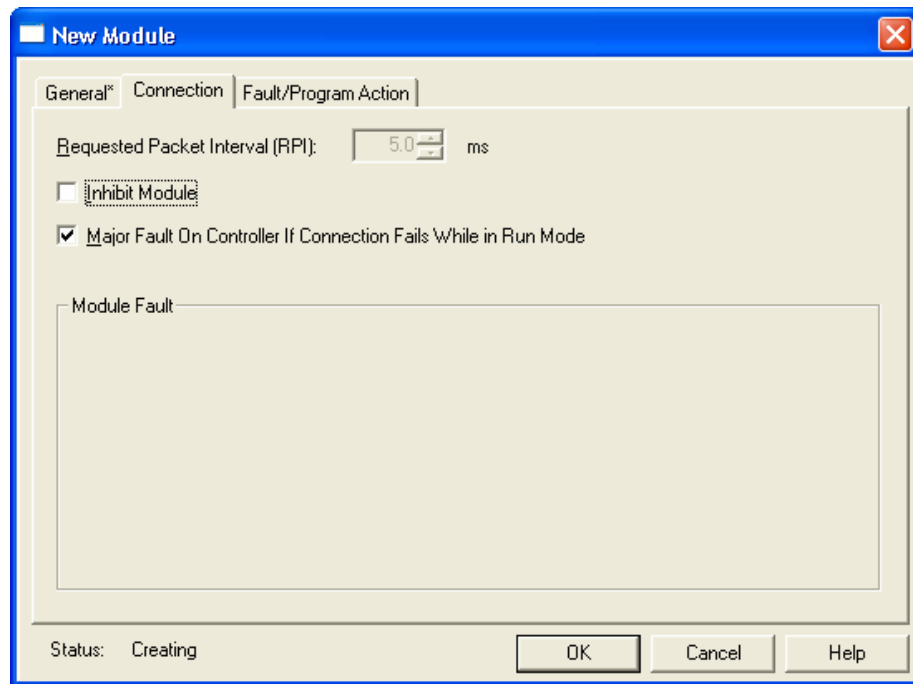 New Module
General* Connection Fault/Program Action
Requested Packet Interval (RPI): 5.0 ms
Inhibit Module
Major Fault On Controller If Connection Fails While in Run Mode
Module Fault
Status: Creating OK Cancel Help